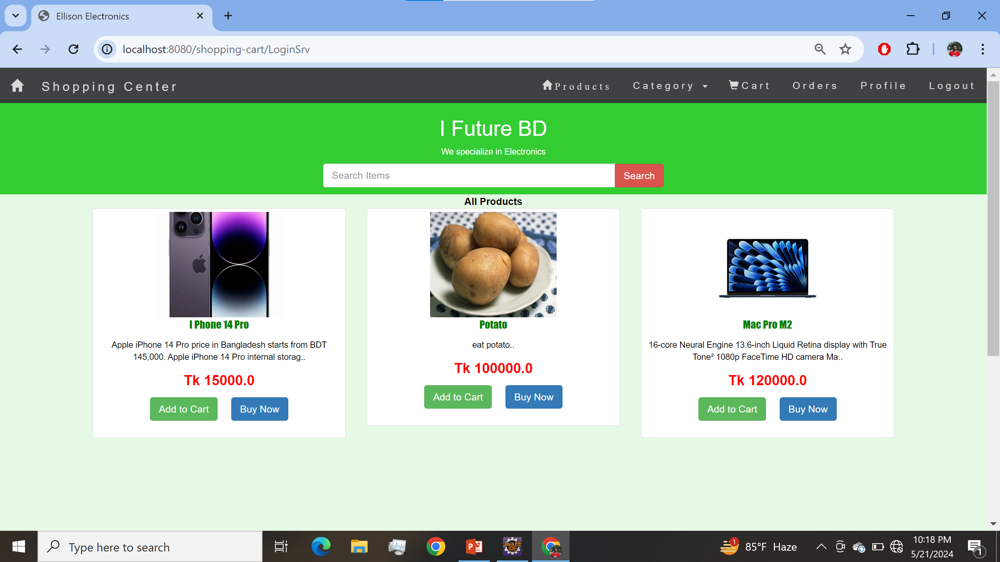 Ellison Electronics
localhost:8080/shopping-cart/LoginSrv
Shopping Center
Products
Category
Cart
Orders
Profile
Logout
I Future BD
We specialize in Electronics
Search Items
Search
All Products
I Phone 14 Pro
Apple iPhone 14 Pro price in Bangladesh starts from BDT
145,000. Apple iPhone 14 Pro internal storag..
Tk 15000.0
Add to Cart
Buy Now
Potato
eat potato..
Tk 100000.0
Add to Cart
Buy Now
Mac Pro M2
16-core Neural Engine 13.6-inch Liquid Retina display with True
Tone² 1080p FaceTime HD camera Ma..
Tk 120000.0
Add to Cart
Buy Now
Type here to search
P
Java EE
IDE
1
85°F Haze
10:18 PM
5/21/2024
1